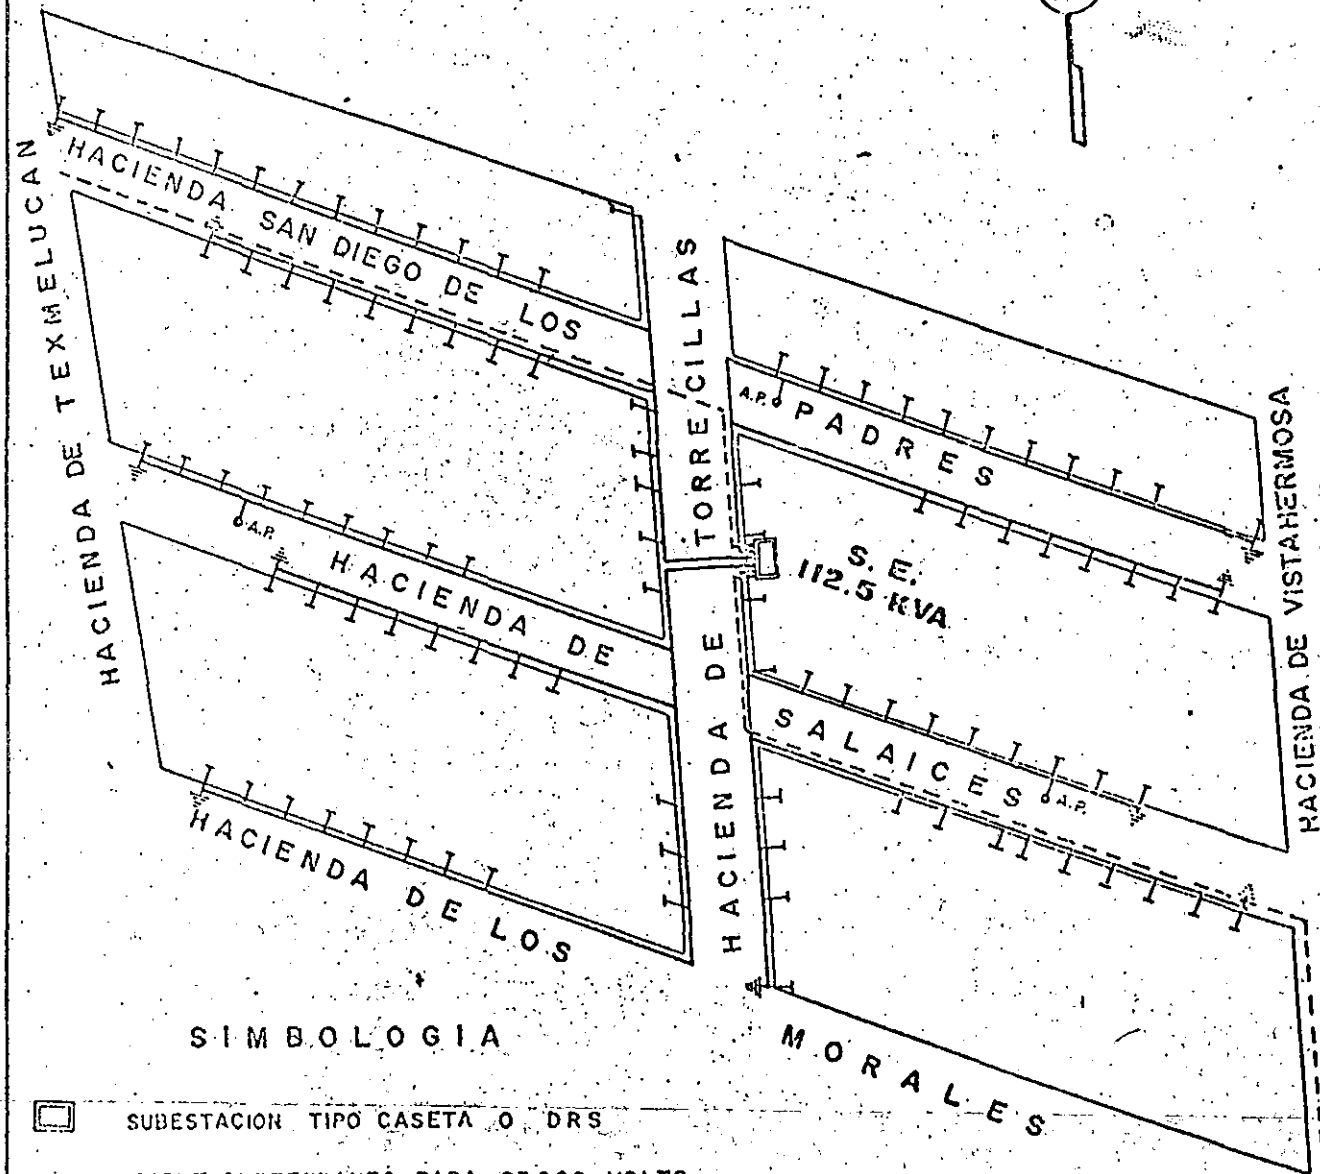 HACIENDA DE TEXMELUCAN
HACIENDA SAN DIEGO DE LOS
PADRES
A.P.
HACIENDA DE TORRECILLAS
HACIENDA DE VISTAHERMOSA
S. E.
112.5 KVA
A.P.
HACIENDA DE
SALAICES
A.P.
HACIENDA DE LOS
MORALES
SIMBOLOGIA
SUBESTACION TIPO CASETA O DRS